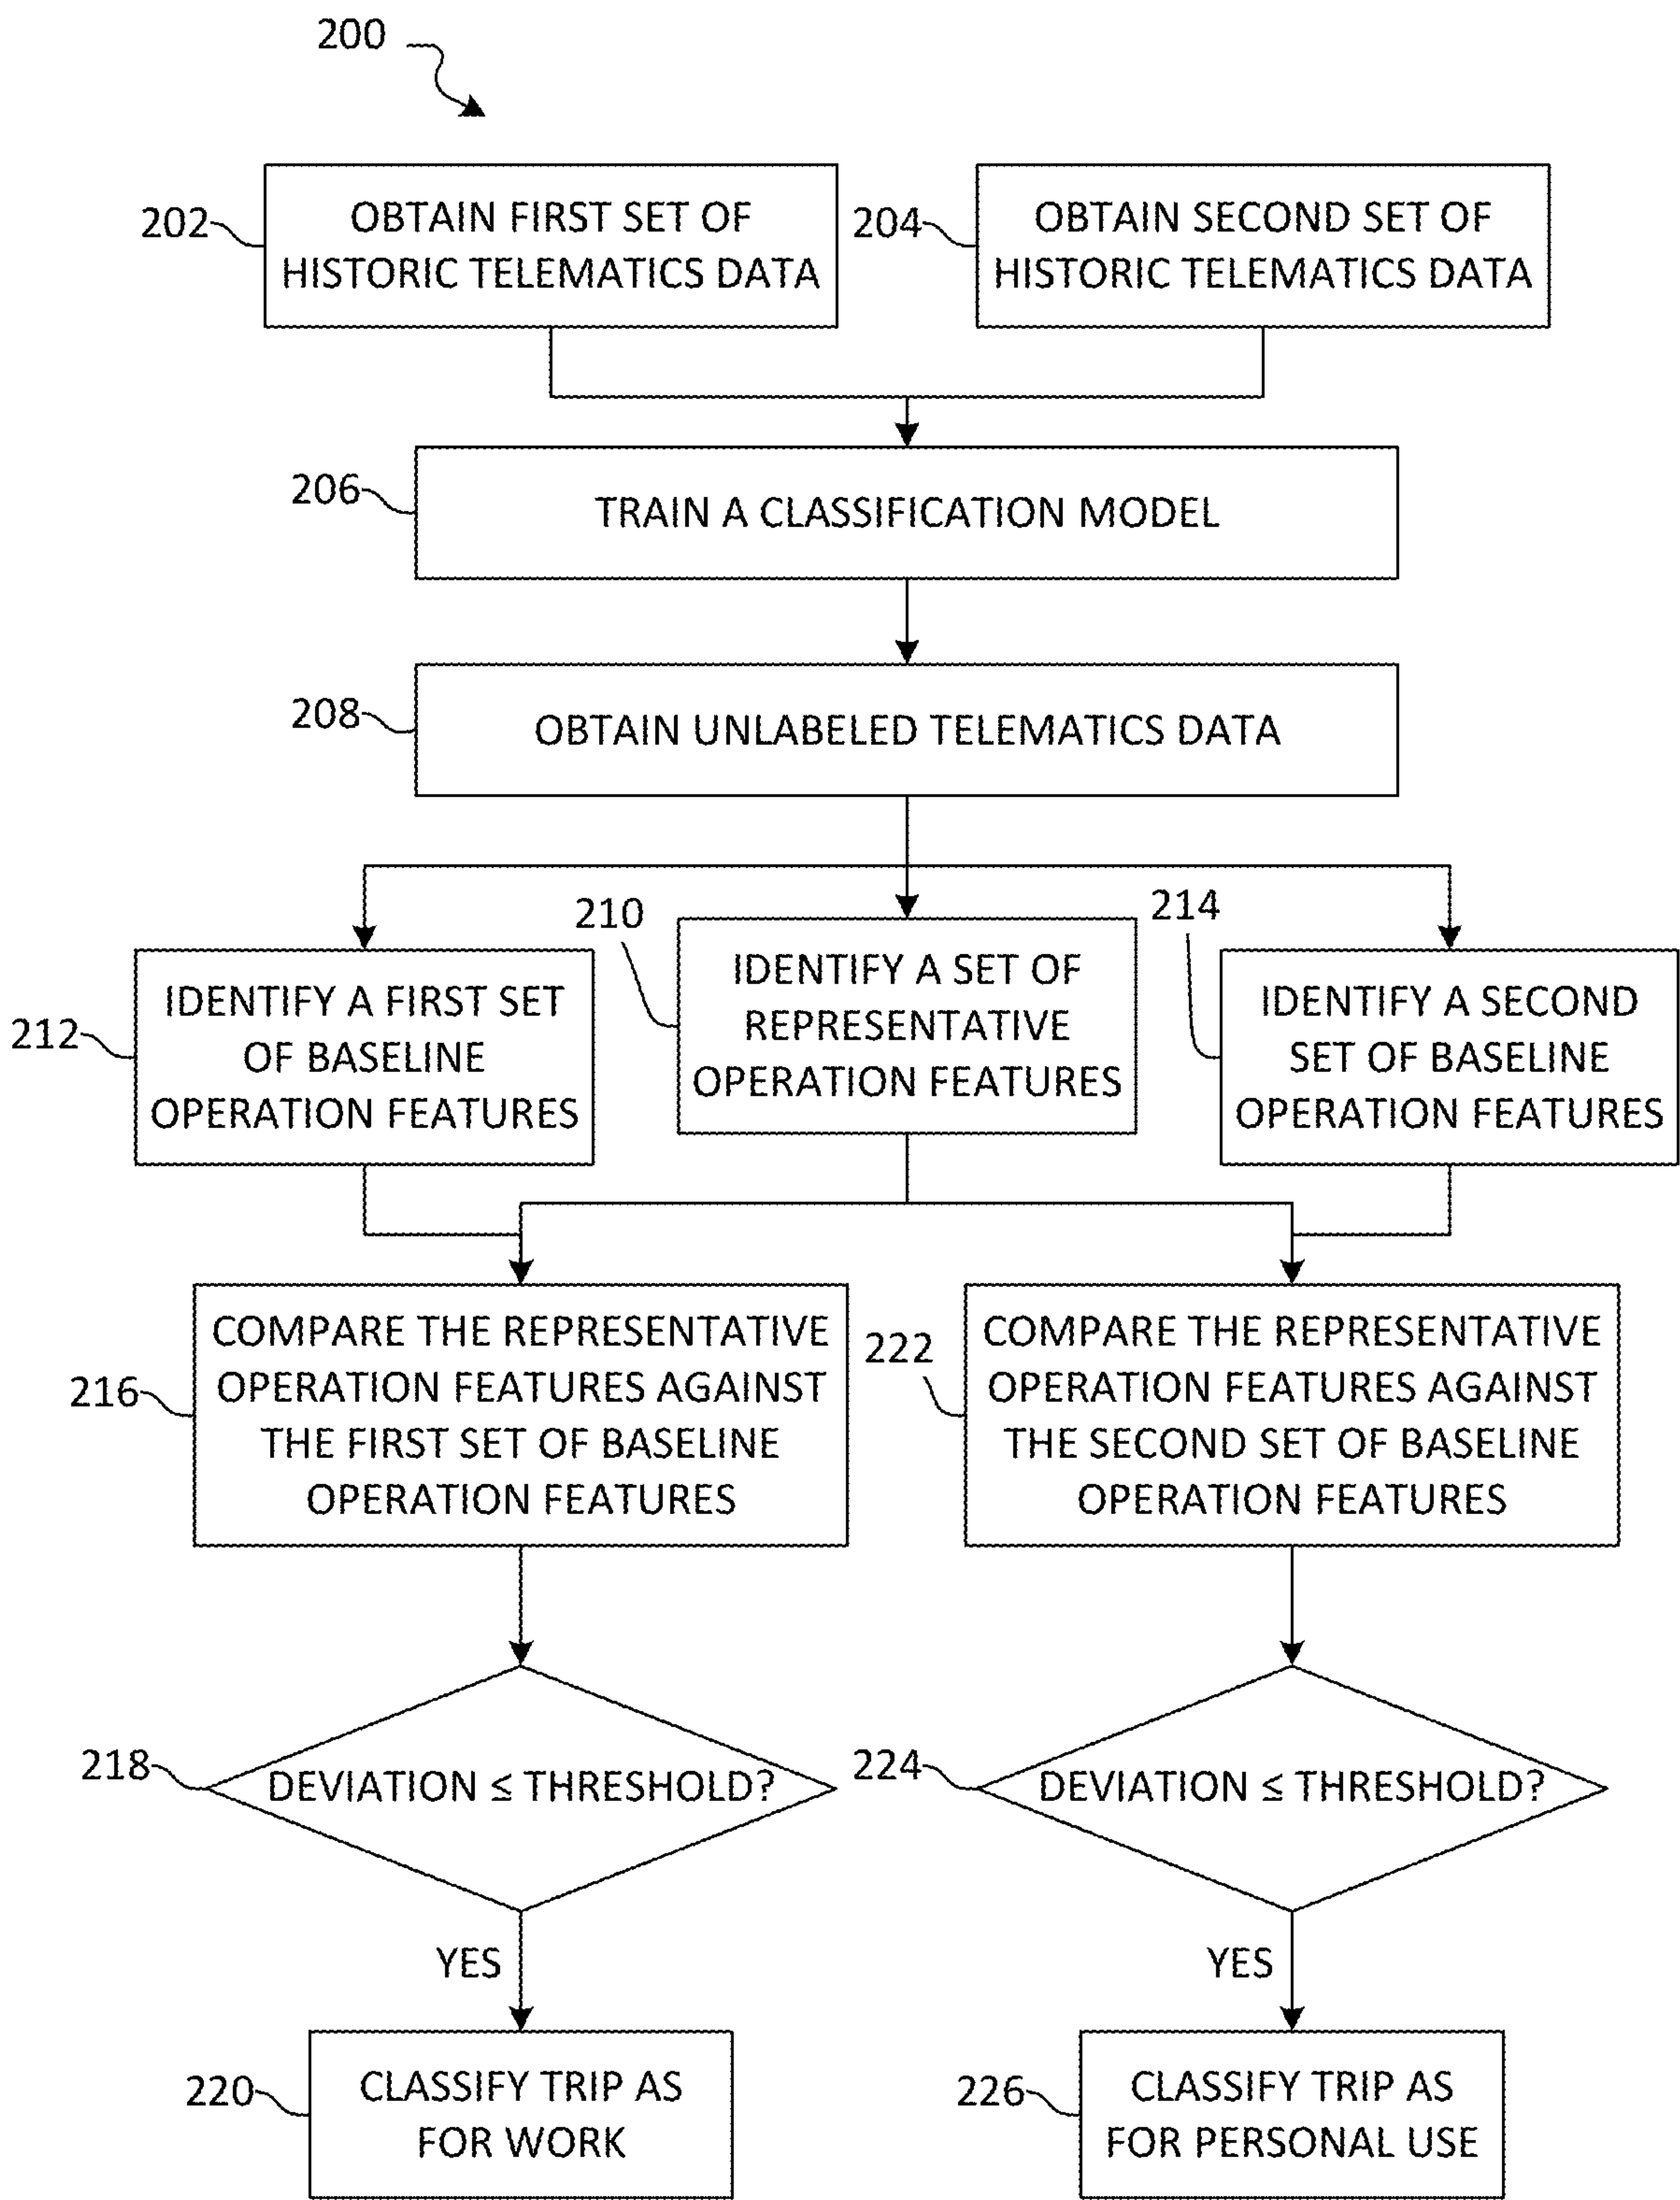 200
202
OBTAIN FIRST SET OF
HISTORIC TELEMATICS DATA
204
OBTAIN SECOND SET OF
HISTORIC TELEMATICS DATA
206
TRAIN A CLASSIFICATION MODEL
208
OBTAIN UNLABELED TELEMATICS DATA
212
IDENTIFY A FIRST SET
OF BASELINE
OPERATION FEATURES
210
IDENTIFY A SET OF
REPRESENTATIVE
OPERATION FEATURES
214
IDENTIFY A SECOND
SET OF BASELINE
OPERATION FEATURES
216
COMPARE THE REPRESENTATIVE
OPERATION FEATURES AGAINST
THE FIRST SET OF BASELINE
OPERATION FEATURES
222
COMPARE THE REPRESENTATIVE
OPERATION FEATURES AGAINST
THE SECOND SET OF BASELINE
OPERATION FEATURES
218
DEVIATION ≤ THRESHOLD?
224
DEVIATION ≤ THRESHOLD?
YES
YES
220
CLASSIFY TRIP AS
FOR WORK
226
CLASSIFY TRIP AS
FOR PERSONAL USE